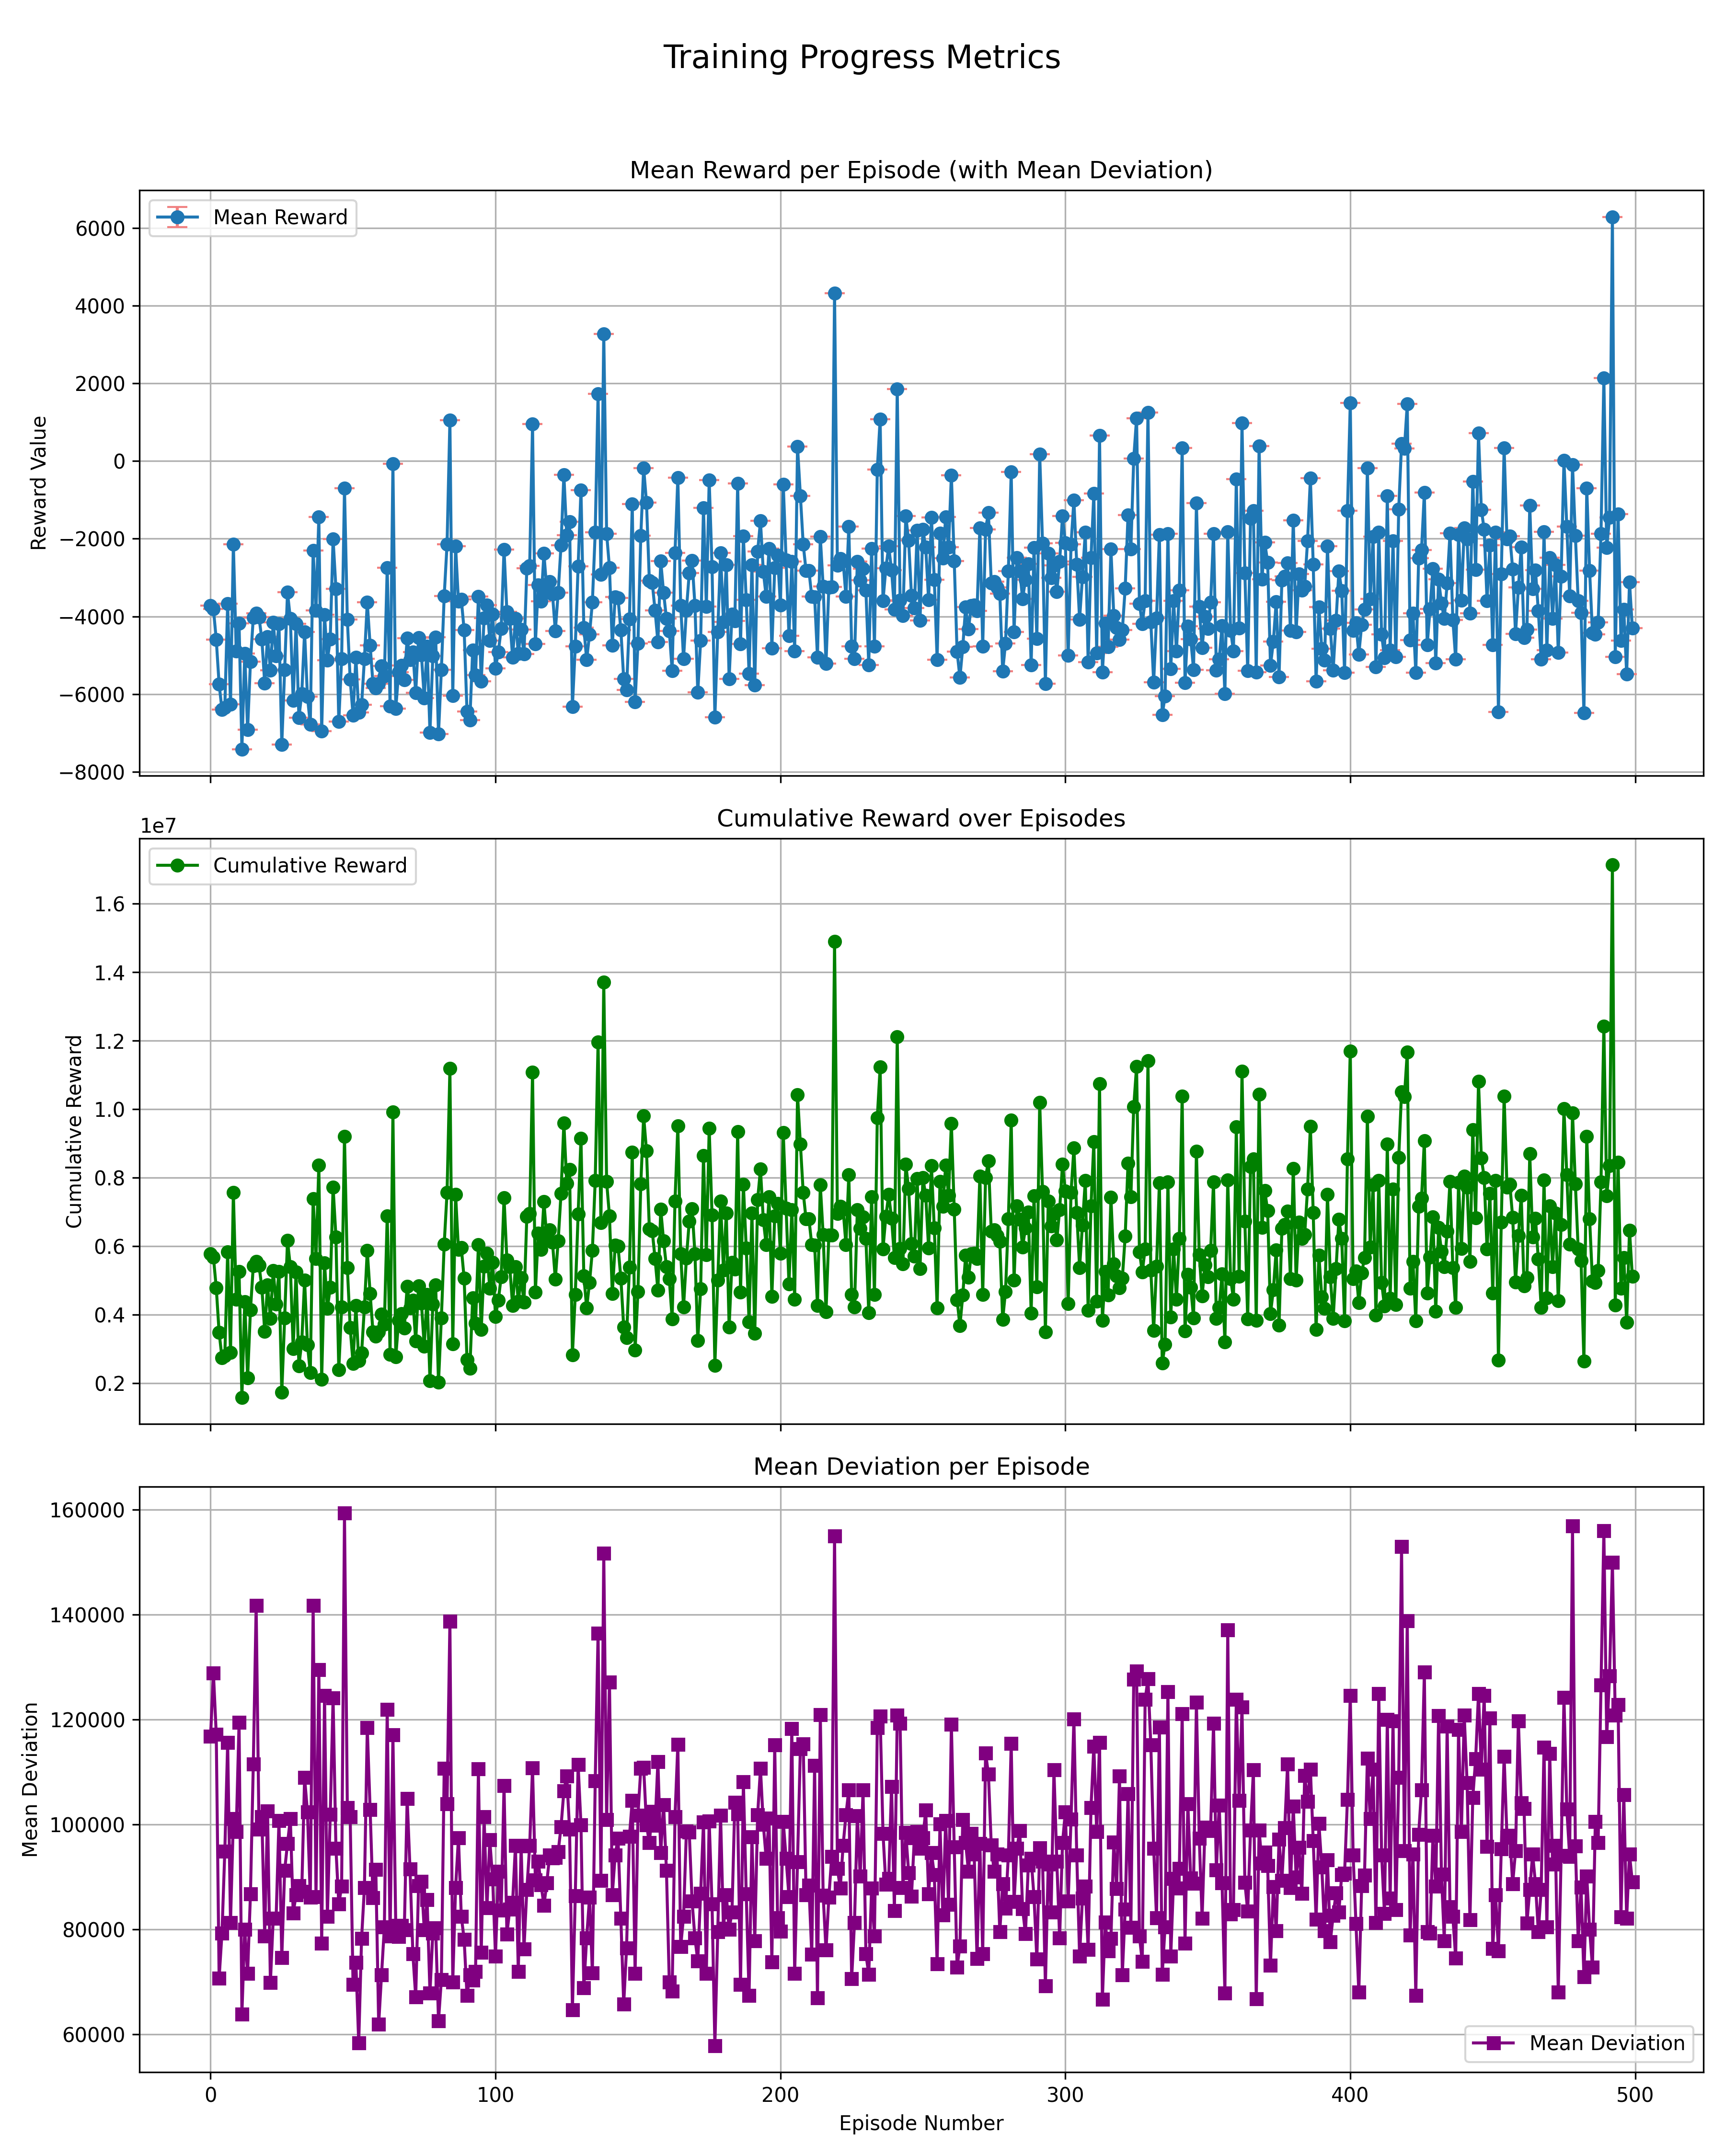 Training Progress Metrics
Mean Reward per Episode (with Mean Deviation)
Mean Reward
6000
4000
2000
0
−2000
−4000
−6000
−8000
Reward Value
Cumulative Reward over Episodes
1e7
Cumulative Reward
1.6
1.4
1.2
1.0
0.8
0.6
0.4
0.2
Cumulative Reward
Mean Deviation per Episode
160000
140000
120000
100000
80000
60000
Mean Deviation
Mean Deviation
0 100 200 300 400 500
Episode Number